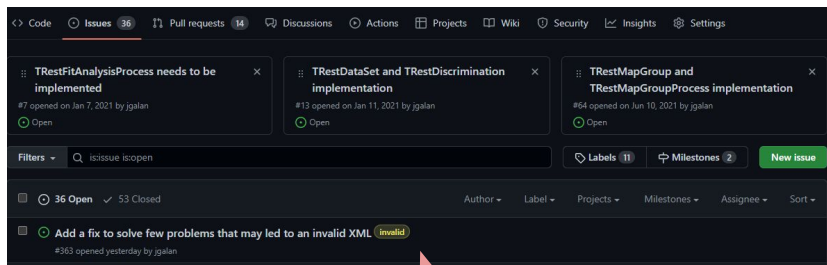 Code Issues 36 Pull requests 14 Discussions Actions Projects Wiki Security Insights Settings
TRestFitAnalysisProcess needs to be
implemented
#7 opened on Jan 7, 2021 by jgalan
Open
TRestDataSet and TRestDiscrimination
implementation
#13 opened on Jan 11, 2021 by jgalan
Open
TRestMapGroup and
TRestMapGroupProcess implementation
#64 opened on Jun 10, 2021 by jgalan
Open
Filters is:issue is:open Labels 11 Milestones 2 New issue
36 Open 53 Closed Author Label Projects Milestones Assignee Sort
Add a fix to solve few problems that may led to an invalid XML invalid
#363 opened yesterday by jgalan